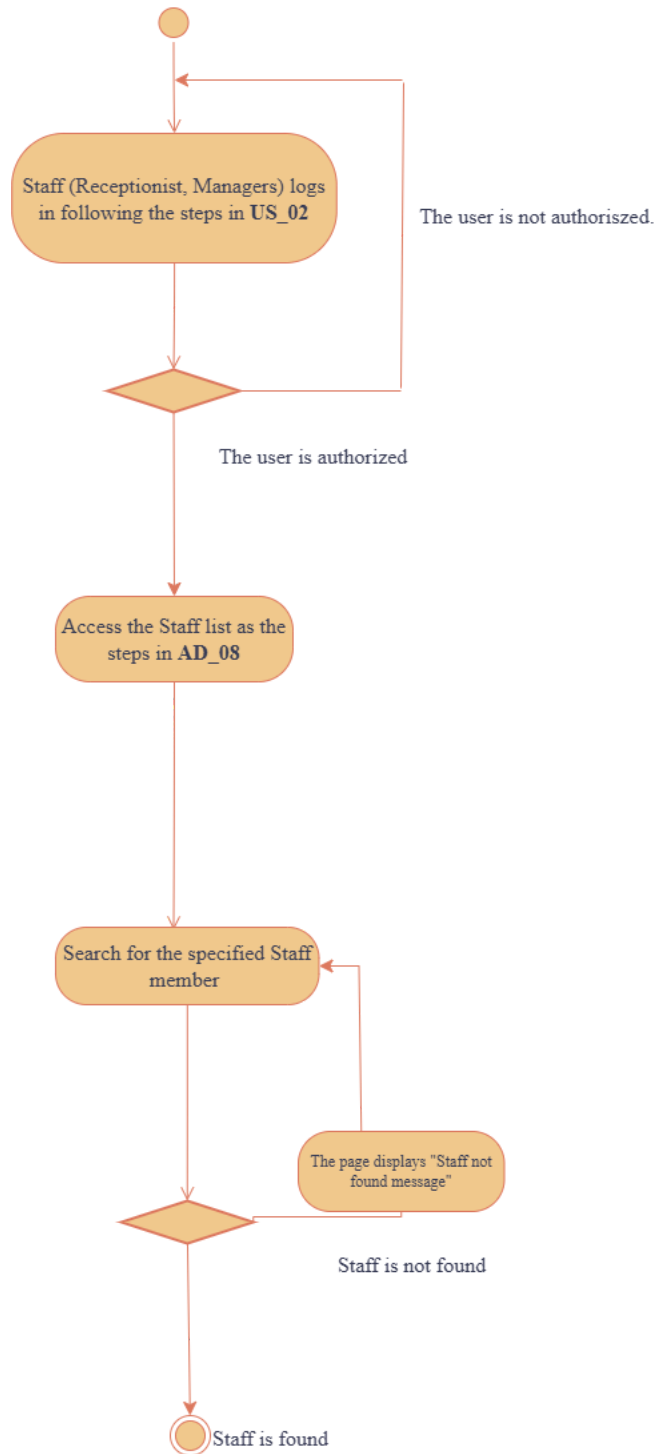 Staff (Receptionist, Managers) logs
in following the steps in US_02
The user is not authoriszed.
The user is authorized
Access the Staff list as the
steps in AD_08
Search for the specified Staff
member
The page displays "Staff not
found message"
Staff is not found
Staff is found